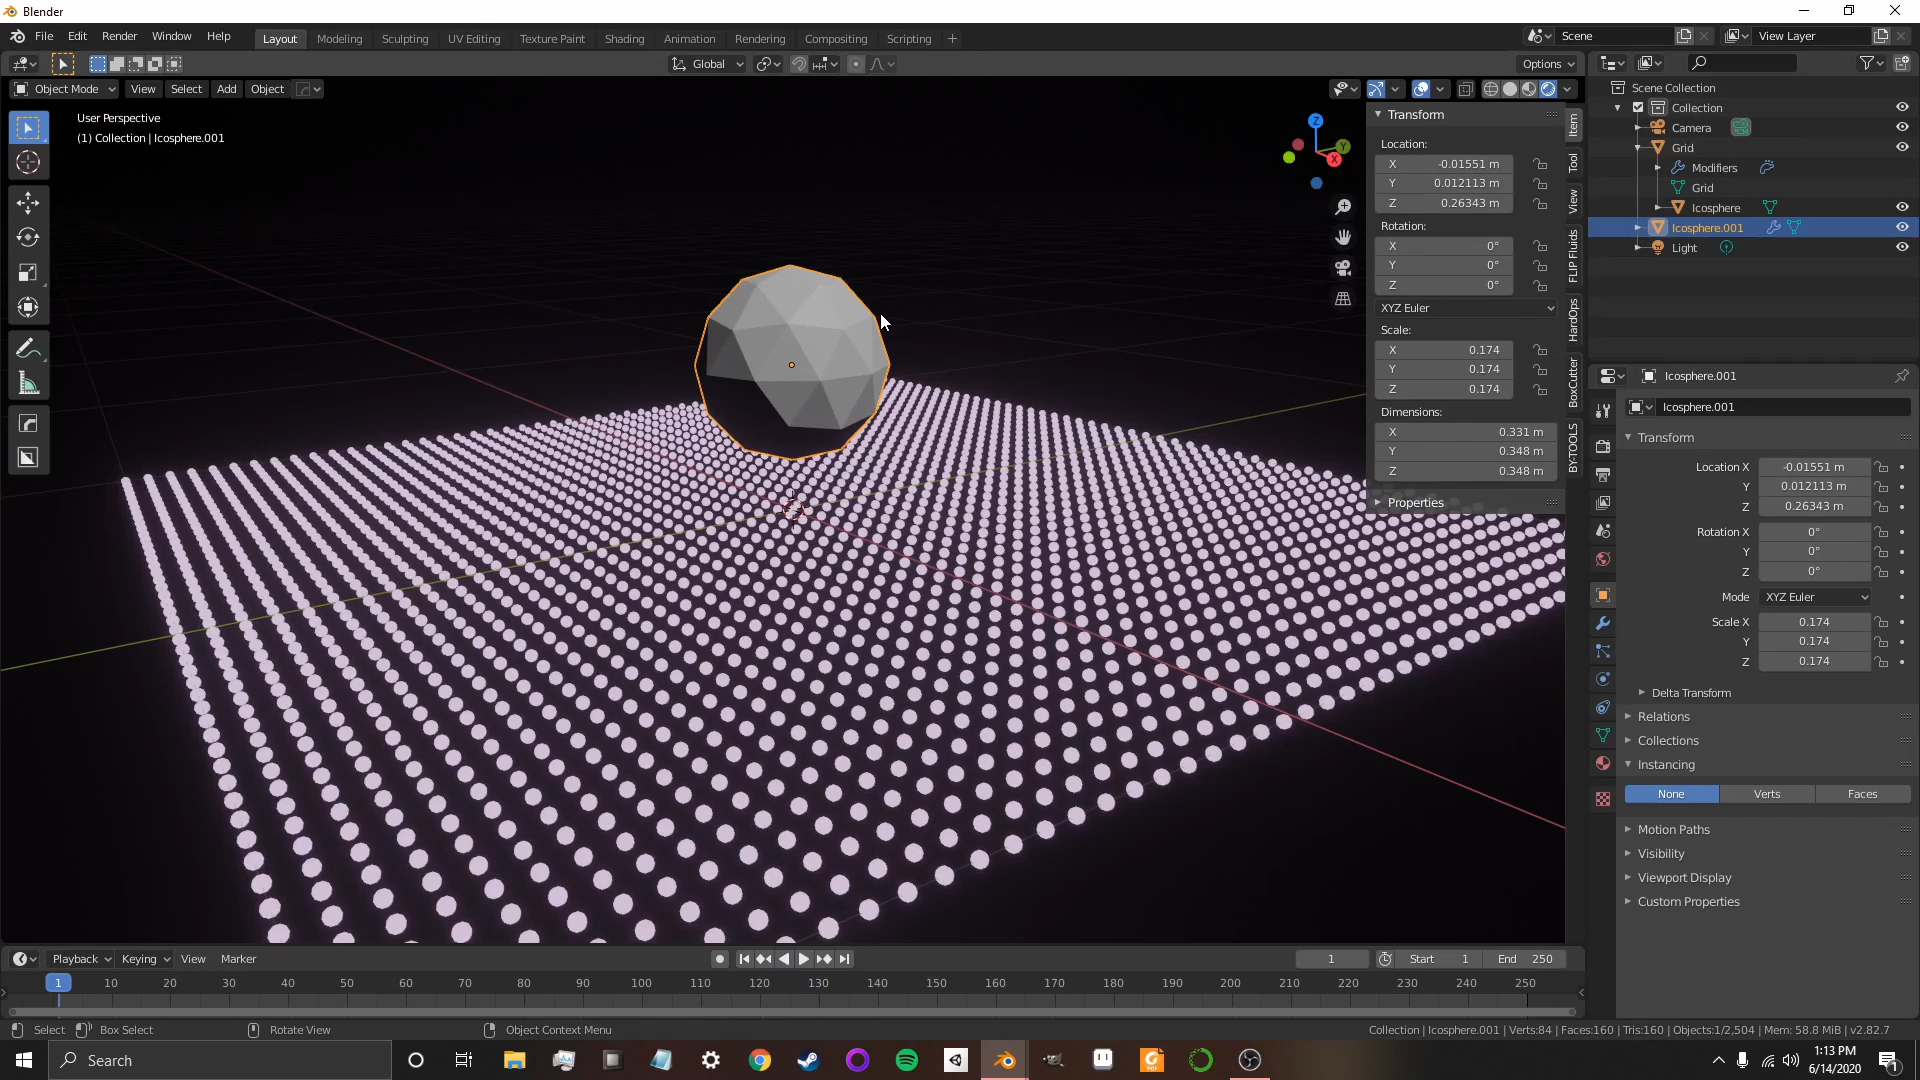 Blender
File Edit Render Window Help
Layout Modeling Sculpting UV Editing Texture Paint Shading Animation Rendering Compositing Scripting +
Scene
View Layer
Global
Options
Object Mode View Select Add Object
User Perspective
(1) Collection | Icosphere.001
Z
Y
X
Transform
Location:
X -0.01551 m
Y 0.012113 m
Z 0.26343 m
Rotation:
X 0°
Y 0°
Z 0°
XYZ Euler
Scale:
X 0.174
Y 0.174
Z 0.174
Dimensions:
X 0.331 m
Y 0.348 m
Z 0.348 m
Properties
Item
Tool
View
FLIP Fluids
HardOps
BoxCutter
BY-TOOLS
Scene Collection
Collection
Camera
Grid
Modifiers
Grid
Icosphere
Icosphere.001
Light
Icosphere.001
Icosphere.001
Transform
Location X -0.01551 m
Y 0.012113 m
Z 0.26343 m
Rotation X 0°
Y 0°
Z 0°
Mode XYZ Euler
Scale X 0.174
Y 0.174
Z 0.174
Delta Transform
Relations
Collections
Instancing
None Verts Faces
Motion Paths
Visibility
Viewport Display
Custom Properties
Playback Keying View Marker
1
Start 1
End 250
1 10 20 30 40 50 60 70 80 90 100 110 120 130 140 150 160 170 180 190 200 210 220 230 240 250
Select Box Select Rotate View Object Context Menu
Collection | Icosphere.001 | Verts:84 | Faces:160 | Tris:160 | Objects:1/2,504 | Mem: 58.8 MiB | v2.82.7
Search
1:13 PM
6/14/2020
1